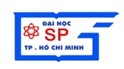 ĐẠI HỌC
SP
TP. HỒ CHÍ MINH